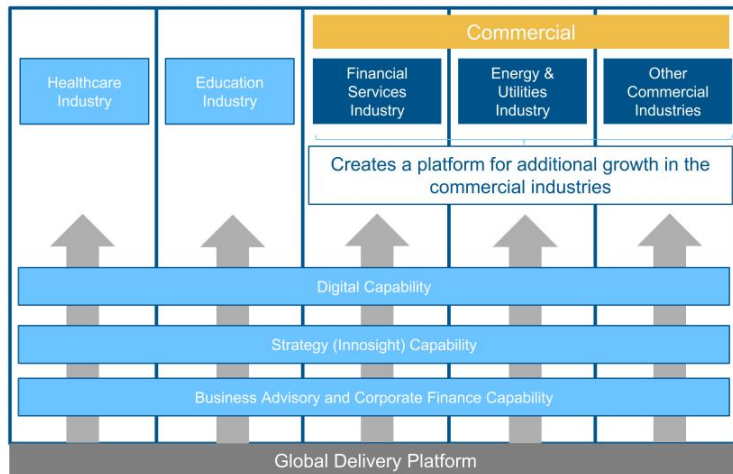 Commercial
Healthcare
Industry
Education
Industry
Financial
Services
Industry
Energy &
Utilities
Industry
Other
Commercial
Industries
Creates a platform for additional growth in the
commercial industries
Digital Capability
Strategy (Innosight) Capability
Business Advisory and Corporate Finance Capability
Global Delivery Platform